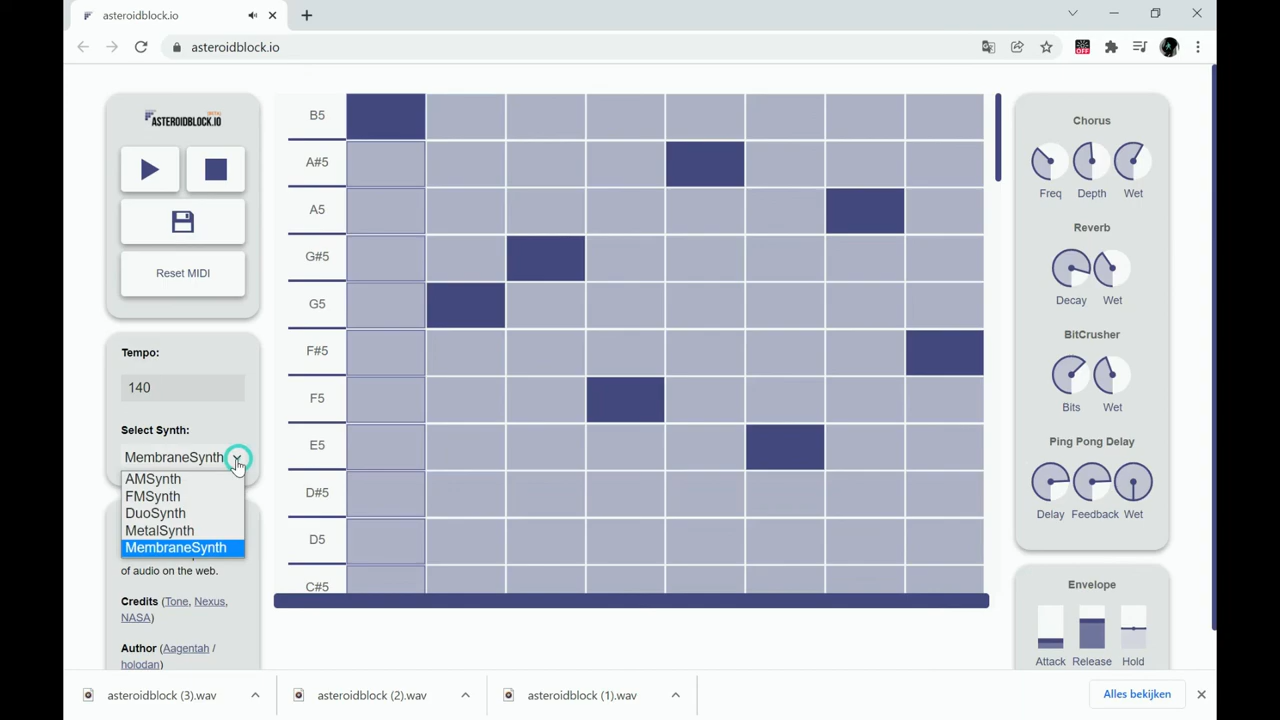 asteroidblock.io
asteroidblock.io
OFF
ASTEROIDBLOCK.IO
Reset MIDI
Tempo:
140
Select Synth:
MembraneSynth
AMSynth
FMSynth
DuoSynth
MetalSynth
MembraneSynth
of audio on the web.
Credits (Tone, Nexus,
NASA)
Author (Aagentah /
holodan)
B5
A#5
A5
G#5
G5
F#5
F5
E5
D#5
D5
C#5
Chorus
Freq Depth Wet
Reverb
Decay Wet
BitCrusher
Bits Wet
Ping Pong Delay
Delay Feedback Wet
Envelope
Attack Release Hold
asteroidblock (3).wav
asteroidblock (2).wav
asteroidblock (1).wav
Alles bekijken